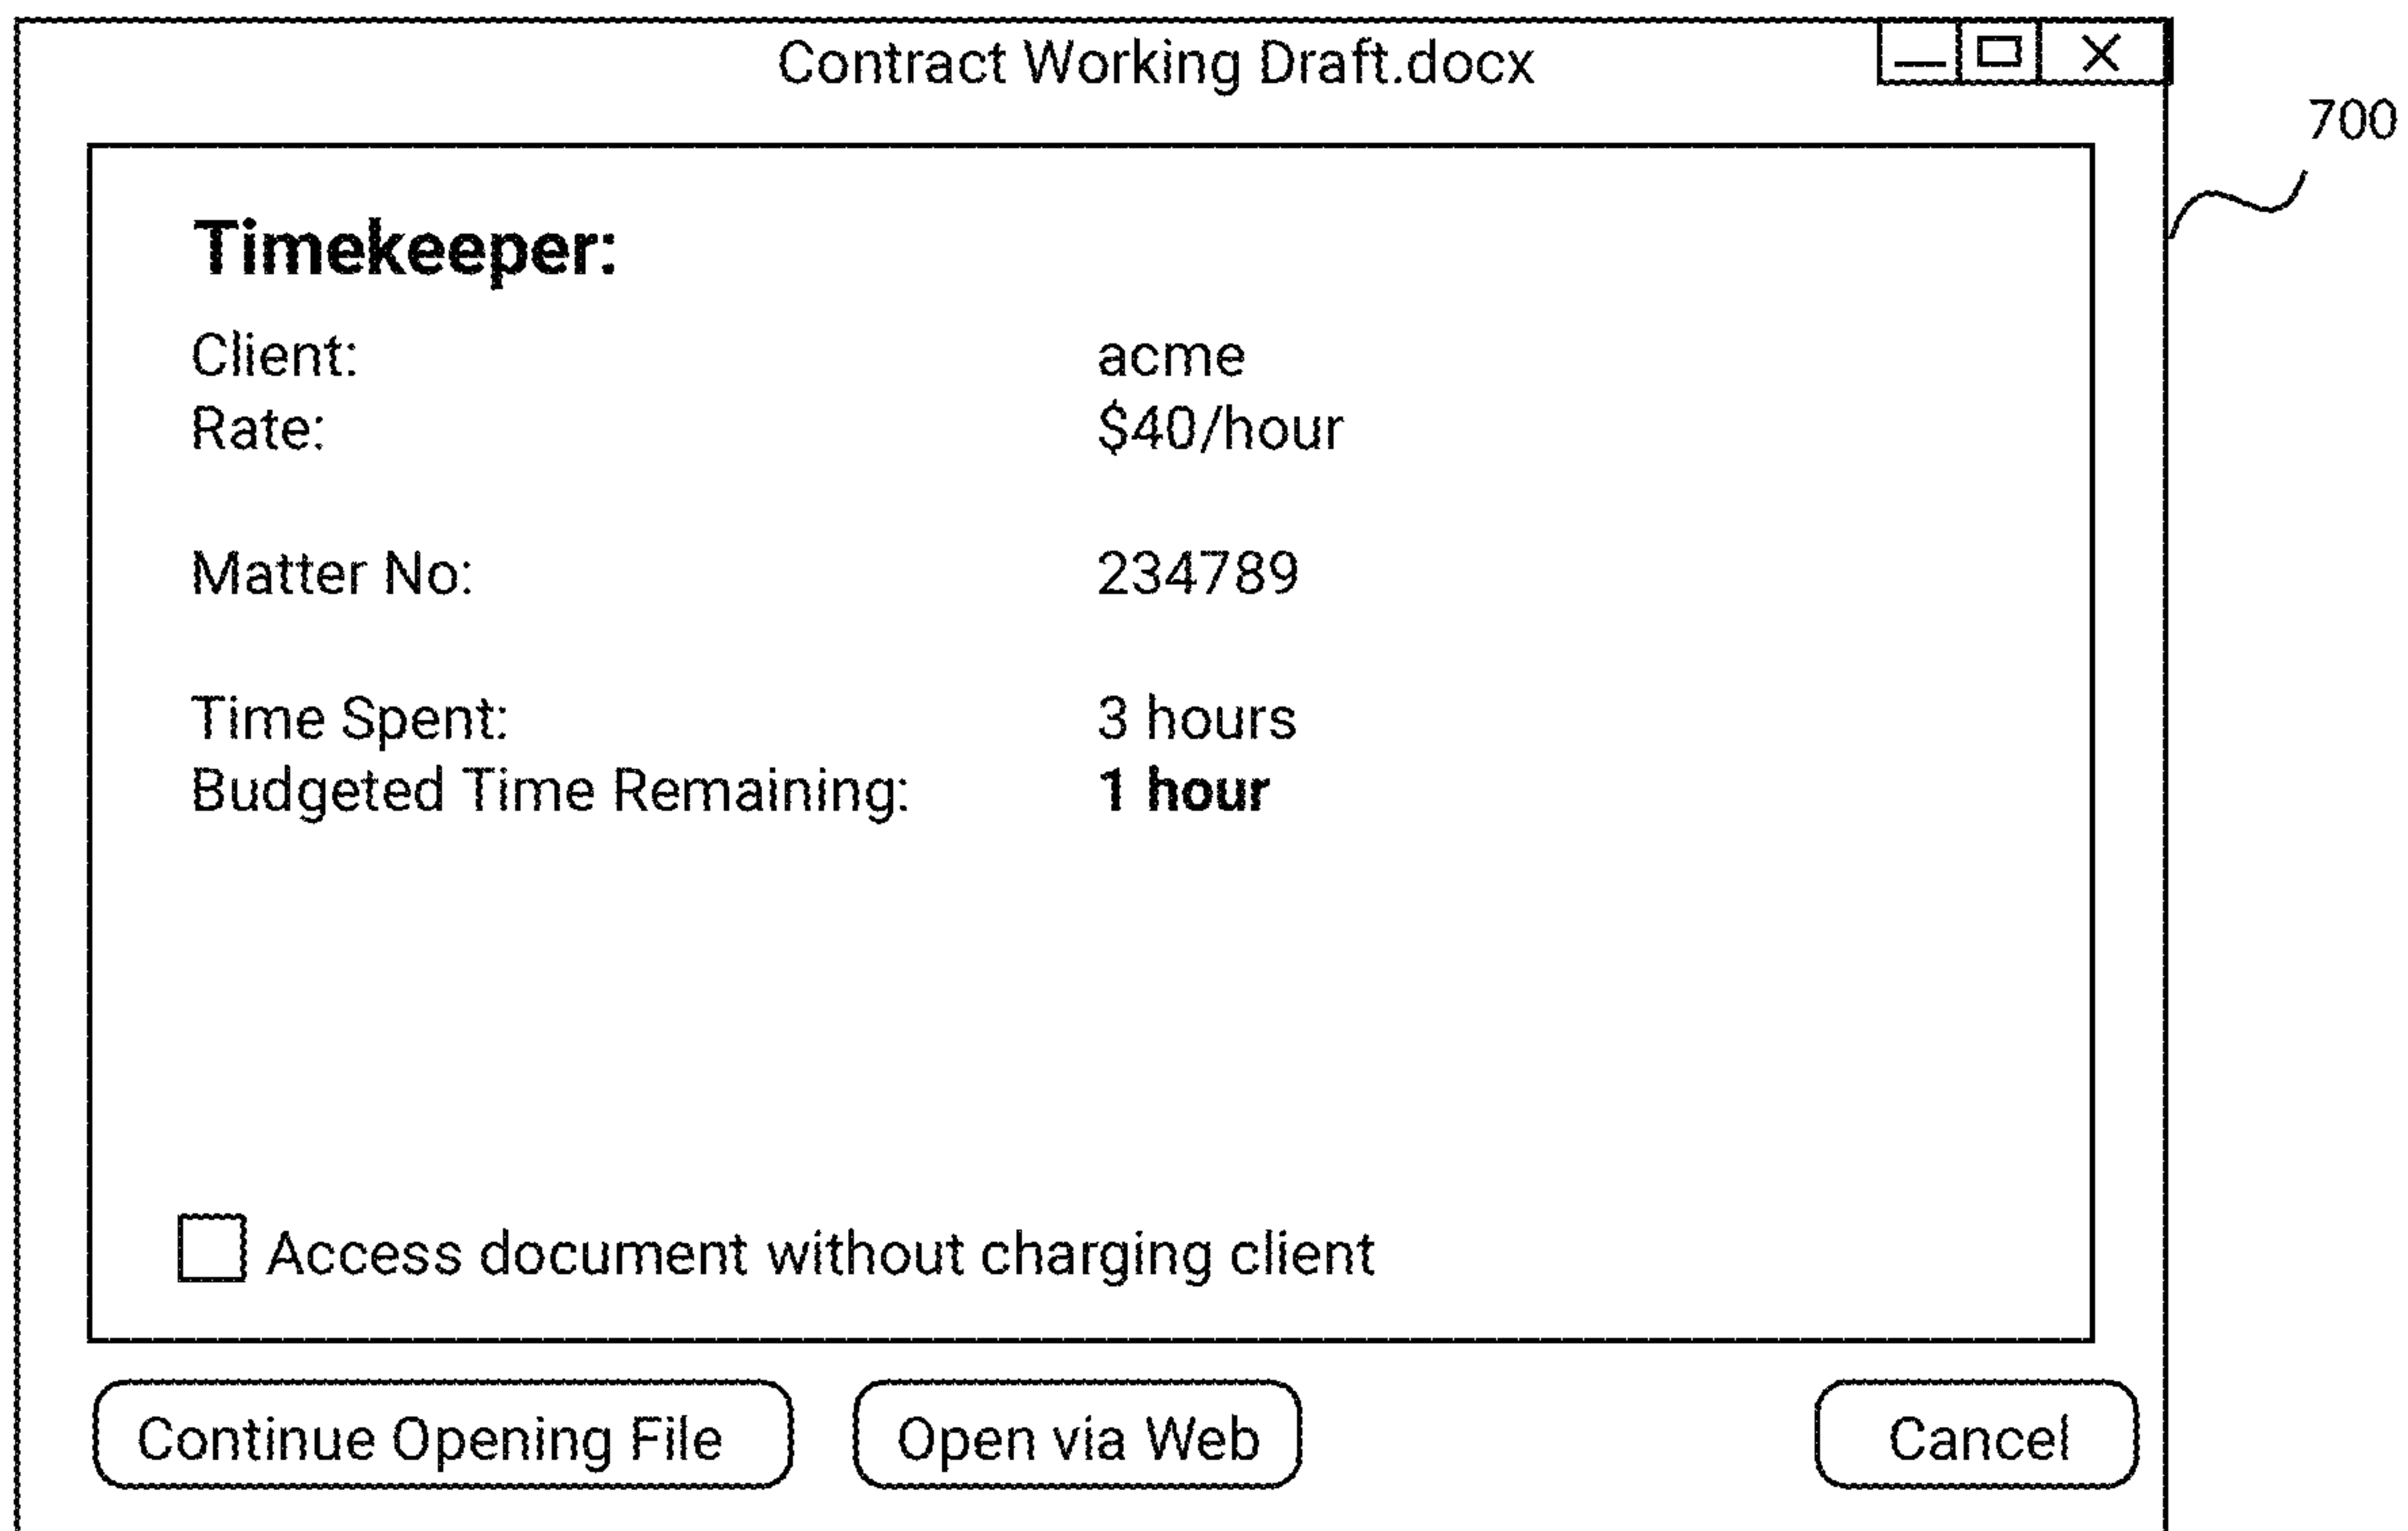 Contract Working Draft.docx
700
Timekeeper:
Client: acme
Rate: $40/hour
Matter No: 234789
Time Spent: 3 hours
Budgeted Time Remaining: 1 hour
Access document without charging client
Continue Opening File Open via Web Cancel